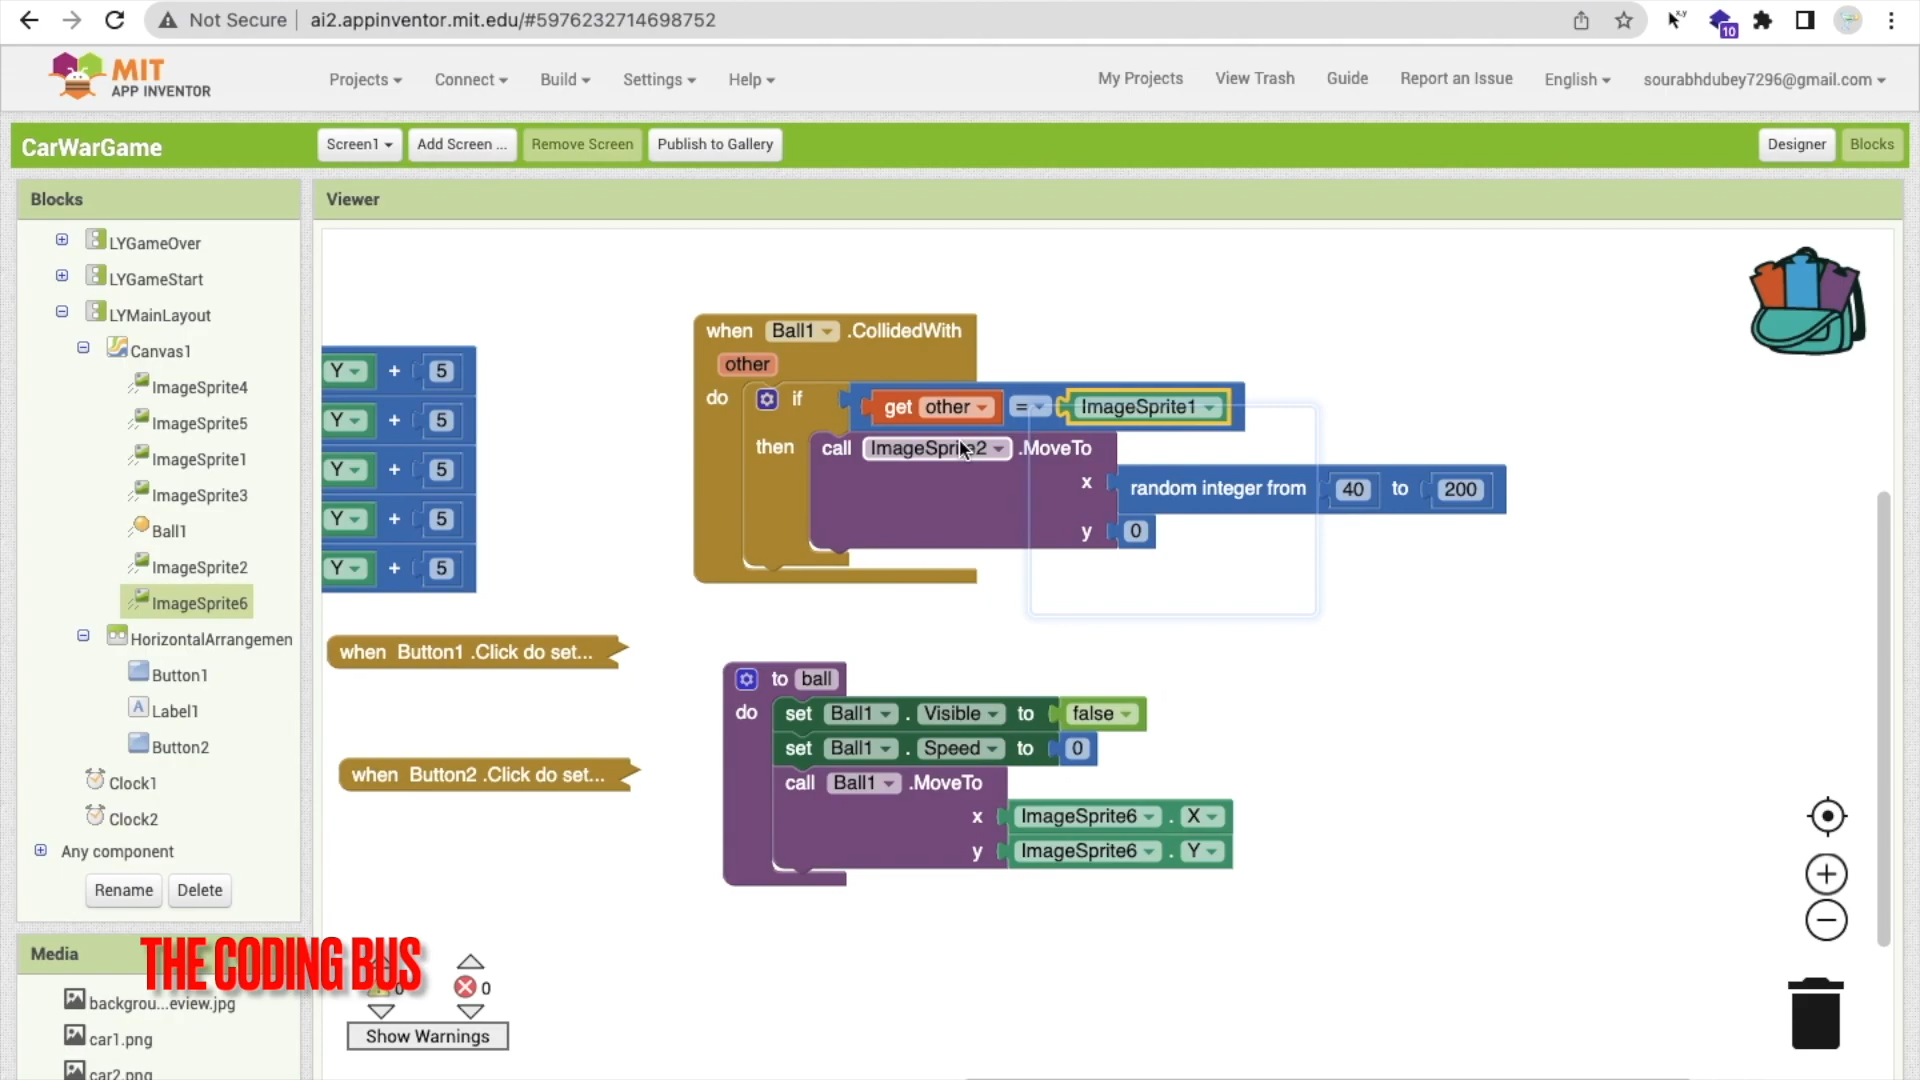 Not Secure
ai2.appinventor.mit.edu/#5976232714698752
10
MIT
APP INVENTOR
Projects
Connect
Build
Settings
Help
My Projects
View Trash
Guide
Report an Issue
English
sourabhdubey7296@gmail.com
CarWarGame
Screen1
Add Screen ...
Remove Screen
Publish to Gallery
Designer
Blocks
Blocks
LYGameOver
LYGameStart
LYMainLayout
Canvas1
ImageSprite4
ImageSprite5
ImageSprite1
ImageSprite3
Ball1
ImageSprite2
ImageSprite6
HorizontalArrangemen
Button1
A Label1
Button2
Clock1
Clock2
Any component
Rename
Delete
Media
backgrou...eview.jpg
car1.png
car2.png
THE CODING BUS
Viewer
Y + 5
Y + 5
Y + 5
Y + 5
Y + 5
when Button1 .Click do set...
when Button2 .Click do set...
when Ball1 .CollidedWith
other
do if get other = ImageSprite1
then call ImageSprite2 .MoveTo
x random integer from 40 to 200
y 0
to ball
do set Ball1 . Visible to false
set Ball1 . Speed to 0
call Ball1 .MoveTo
x ImageSprite6 . X
y ImageSprite6 . Y
0
0
Show Warnings